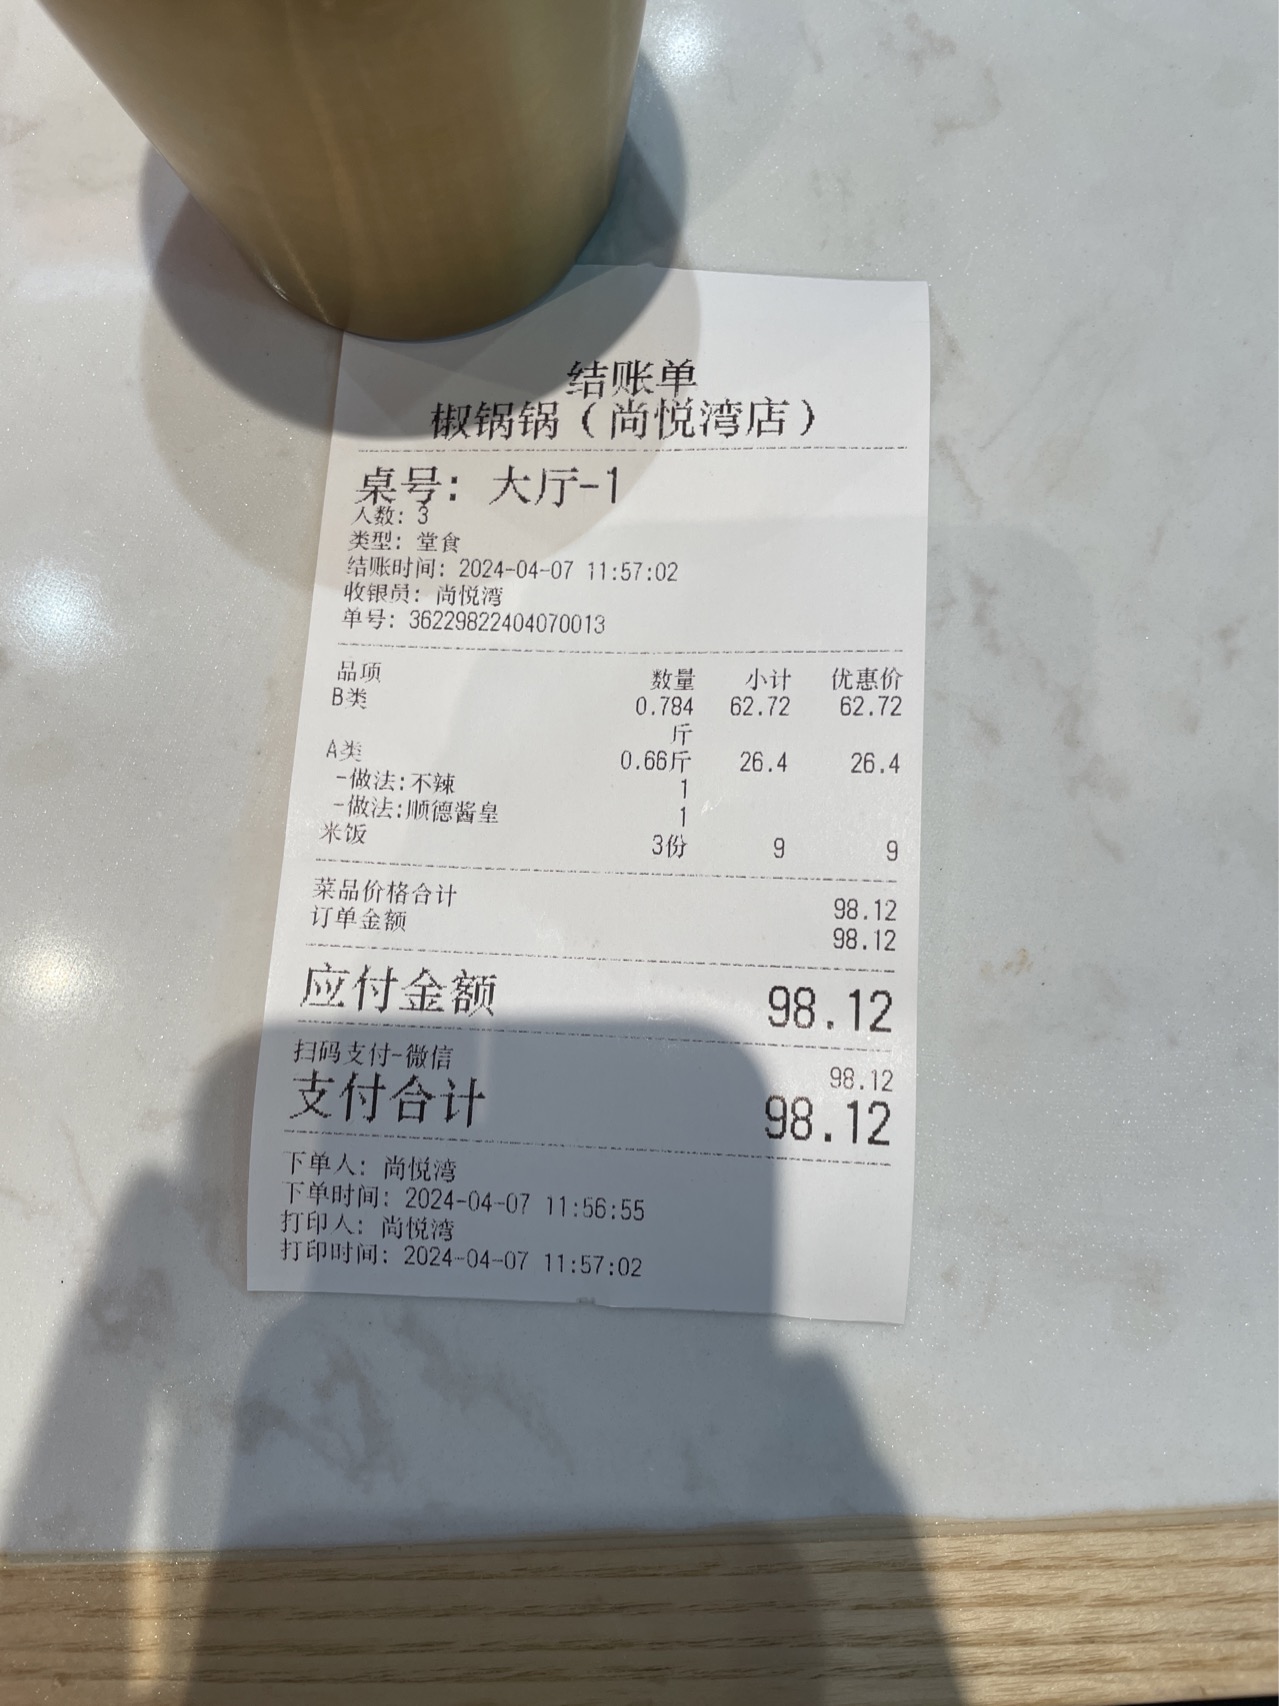 结账单
椒锅锅（尚悦湾店）
桌号：大厅-1
人数：3
类型：堂食
结账时间：2024-04-07 11:57:02
收银员：尚悦湾
单号：36229822404070013
品项 数量 小计 优惠价
B类 0.784 62.72 62.72
斤
A类 0.66斤 26.4 26.4
-做法:不辣 1
-做法:顺德酱皇 1
米饭 3份 9 9
菜品价格合计 98.12
订单金额 98.12
应付金额 98.12
扫码支付-微信 98.12
支付合计 98.12
下单人：尚悦湾
下单时间：2024-04-07 11:56:55
打印人：尚悦湾
打印时间：2024-04-07 11:57:02